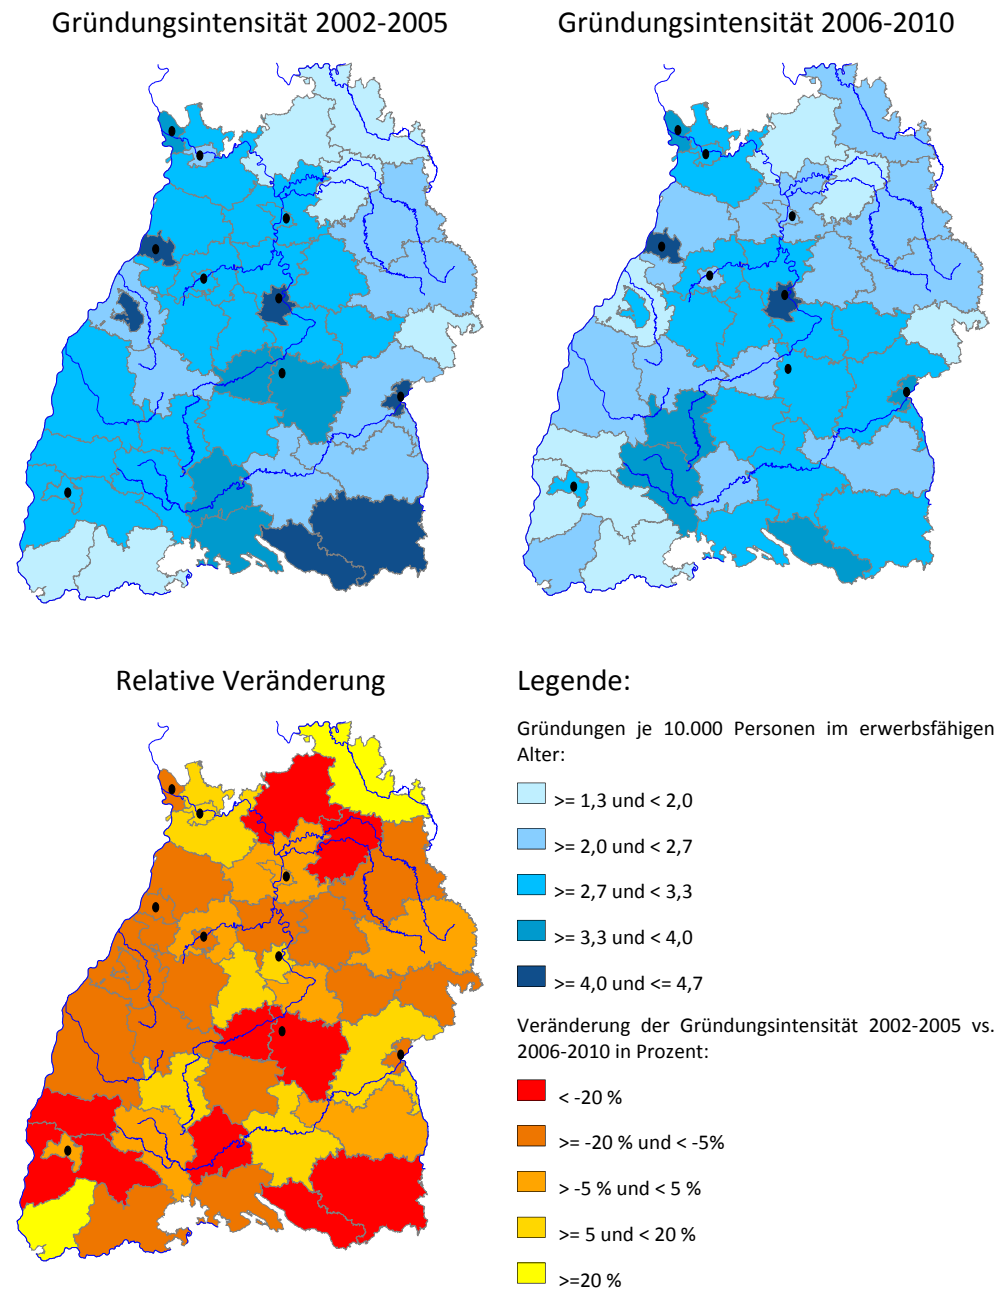 Gründungsintensität 2002-2005
Gründungsintensität 2006-2010
Relative Veränderung
Legende:
Gründungen je 10.000 Personen im erwerbsfähigen
Alter:
>= 1,3 und < 2,0
>= 2,0 und < 2,7
>= 2,7 und < 3,3
>= 3,3 und < 4,0
>= 4,0 und <= 4,7
Veränderung der Gründungsintensität 2002-2005 vs.
2006-2010 in Prozent:
< -20 %
>= -20 % und < -5%
> -5 % und < 5 %
>= 5 und < 20 %
>=20 %